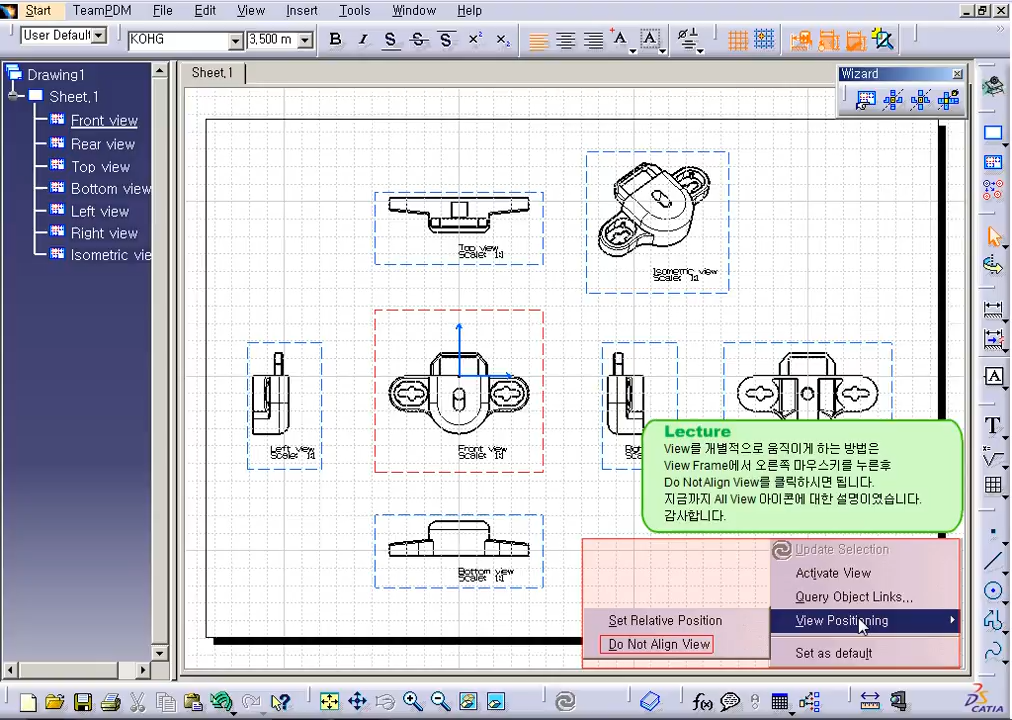 Start TeamPDM File Edit View Insert Tools Window Help
User Default KOHG 3,500 m B I S S S x² x₂
Drawing1
Sheet,1
Front view
Rear view
Top view
Bottom view
Left view
Right view
Isometric vie
Sheet,1
Wizard
Top view
Scale: 1:1
Isometric view
Scale: 1:1
Left view
Scale: 1:1
Front view
Scale: 1:1
Bottom view
Scale: 1:1
Lecture
View를 개별적으로 움직이게 하는 방법은
View Frame에서 오른쪽 마우스키를 누른후
Do NotAlign View를 클릭하시면 됩니다.
지금까지 All View 아이콘에 대한 설명이였습니다.
감사합니다.
Update Selection
Activate View
Query Object Links...
View Positioning
Set as default
Set Relative Position
Do Not Align View
CATIA